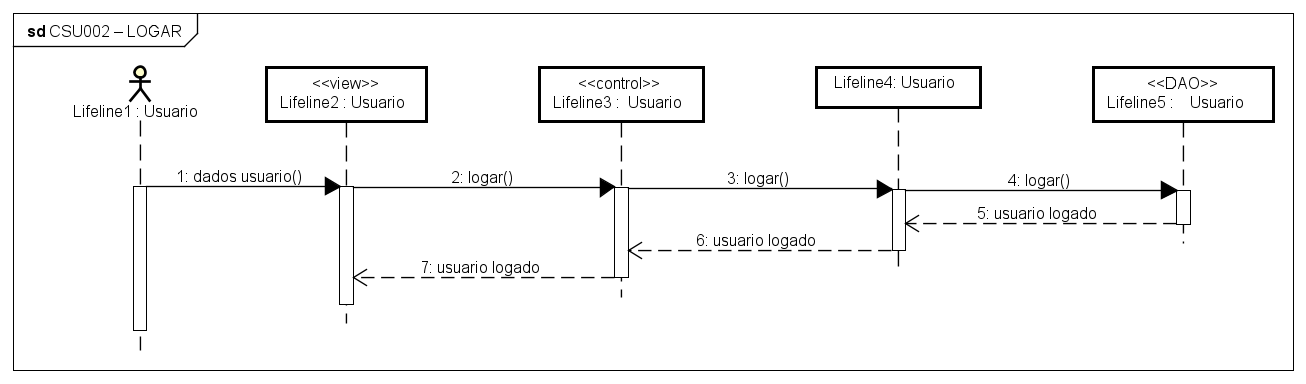 sd CSU002 – LOGAR
Lifeline1 : Usuario
<<view>>
Lifeline2 : Usuario
<<control>>
Lifeline3 : Usuario
Lifeline4: Usuario
<<DAO>>
Lifeline5 : Usuario
1: dados usuario()
2: logar()
3: logar()
4: logar()
5: usuario logado
6: usuario logado
7: usuario logado